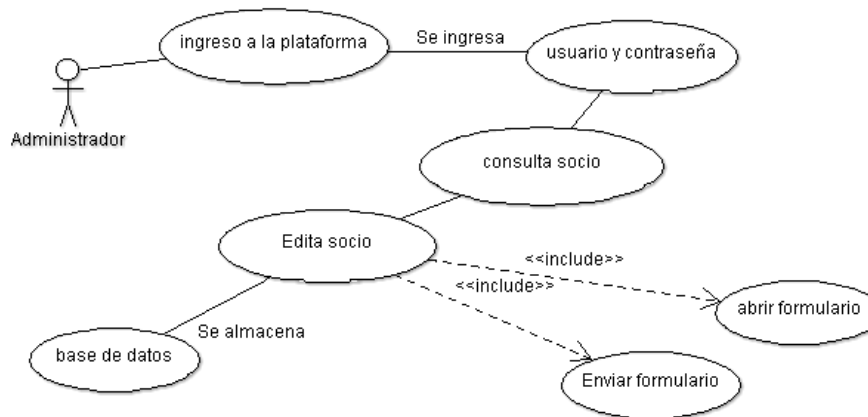 ingreso a la plataforma
Se ingresa
usuario y contraseña
Administrador
consulta socio
Edita socio
<<include>>
<<include>>
abrir formulario
Se almacena
base de datos
Enviar formulario